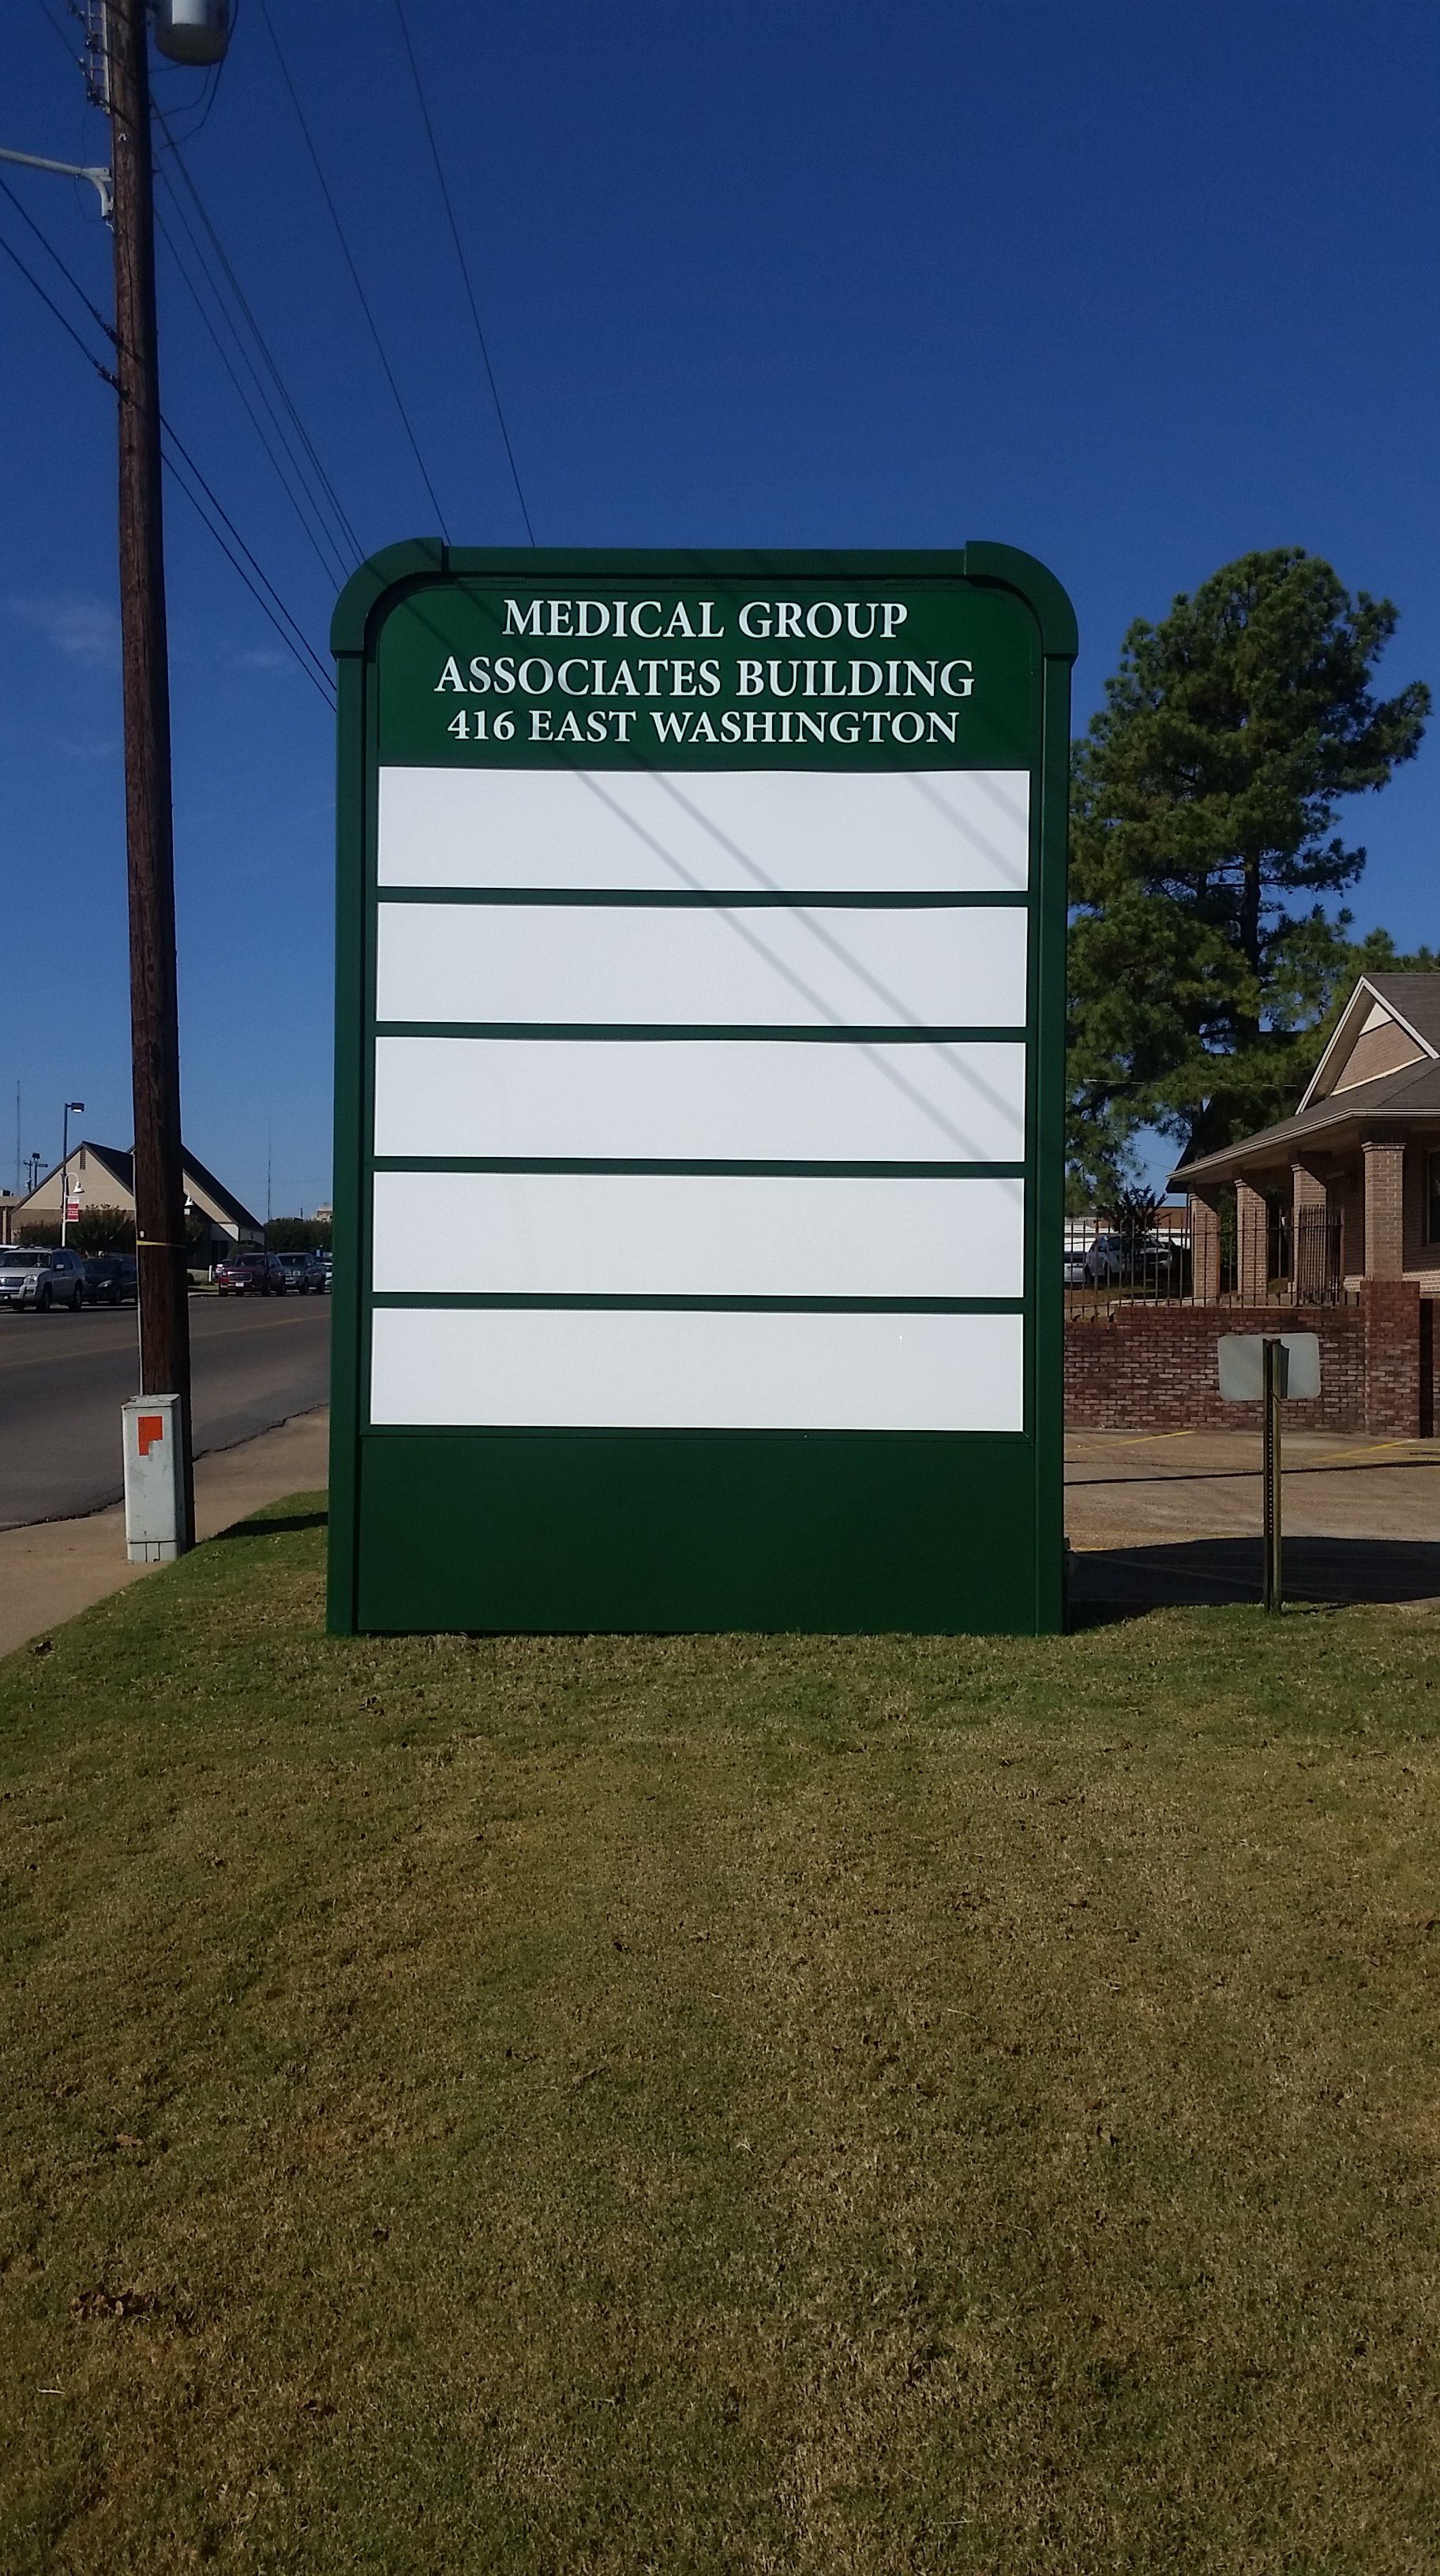 MEDICAL GROUP
ASSOCIATES BUILDING
416 EAST WASHINGTON